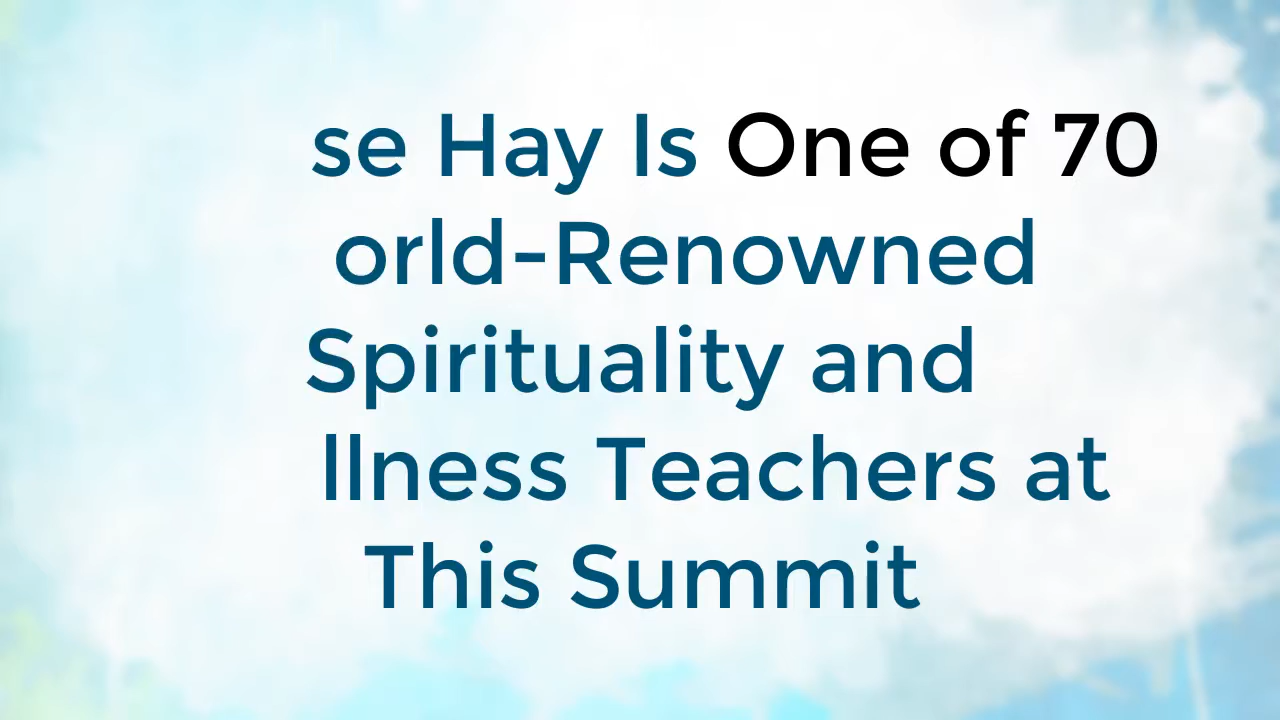 se Hay Is One of 70
orld-Renowned
Spirituality and
llness Teachers at
This Summit